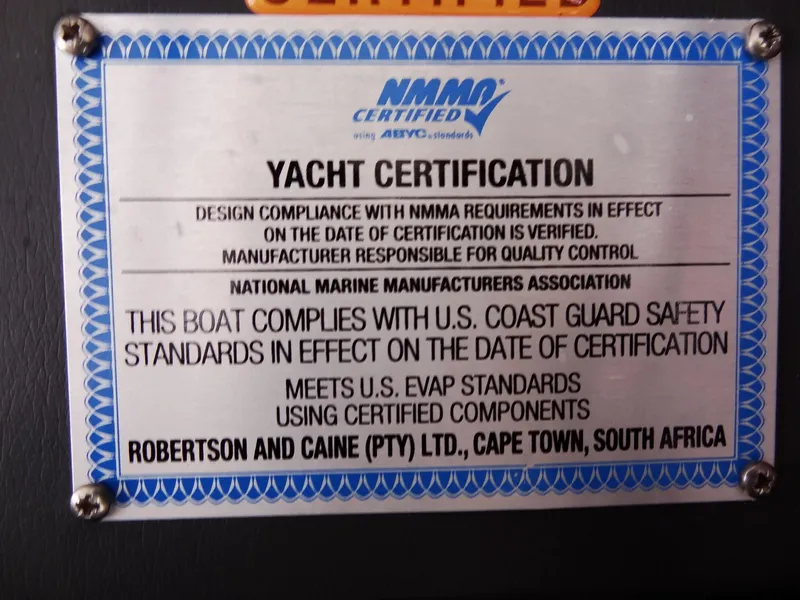 CERTIFIED
NMMA®
CERTIFIED
using ABYC standards
YACHT CERTIFICATION
DESIGN COMPLIANCE WITH NMMA REQUIREMENTS IN EFFECT
ON THE DATE OF CERTIFICATION IS VERIFIED.
MANUFACTURER RESPONSIBLE FOR QUALITY CONTROL
NATIONAL MARINE MANUFACTURERS ASSOCIATION
THIS BOAT COMPLIES WITH U.S. COAST GUARD SAFETY
STANDARDS IN EFFECT ON THE DATE OF CERTIFICATION
MEETS U.S. EVAP STANDARDS
USING CERTIFIED COMPONENTS
ROBERTSON AND CAINE (PTY) LTD., CAPE TOWN, SOUTH AFRICA